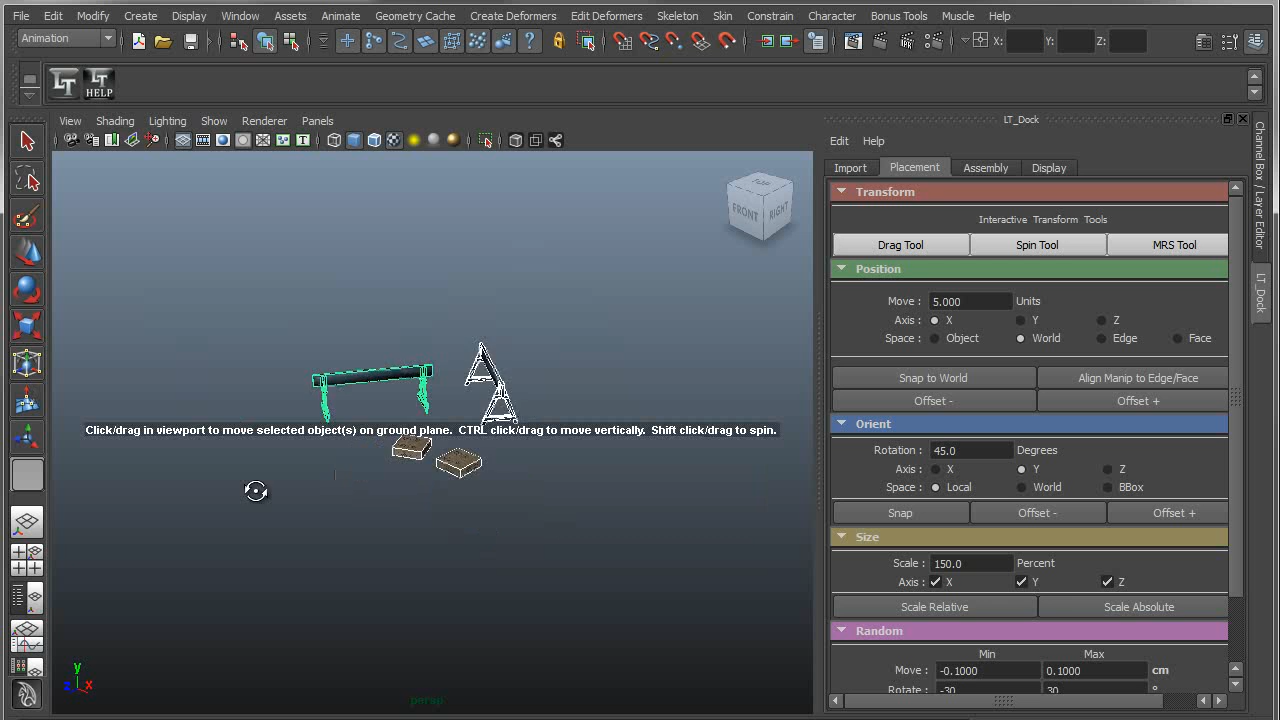 File Edit Modify Create Display Window Assets Animate Geometry Cache Create Deformers Edit Deformers Skeleton Skin Constrain Character Bonus Tools Muscle Help
Animation X: Y: Z:
LT LT HELP
View Shading Lighting Show Renderer Panels
LT_Dock
Edit Help
Import Placement Assembly Display
Transform
Interactive Transform Tools
Drag Tool Spin Tool MRS Tool
Position
Move : 5.000 Units
Axis : X Y Z
Space : Object World Edge Face
Snap to World Align Manip to Edge/Face
Offset - Offset +
Orient
Rotation : 45.0 Degrees
Axis : X Y Z
Space : Local World BBox
Snap Offset - Offset +
Size
Scale : 150.0 Percent
Axis : X Y Z
Scale Relative Scale Absolute
Random
Min Max
Move : -0.1000 0.1000 cm
Rotate : -30 30 °
Channel Box / Layer Editor
LT_Dock
FRONT RIGHT
Click/drag in viewport to move selected object(s) on ground plane. CTRL click/drag to move vertically. Shift click/drag to spin.
y
z x
persp